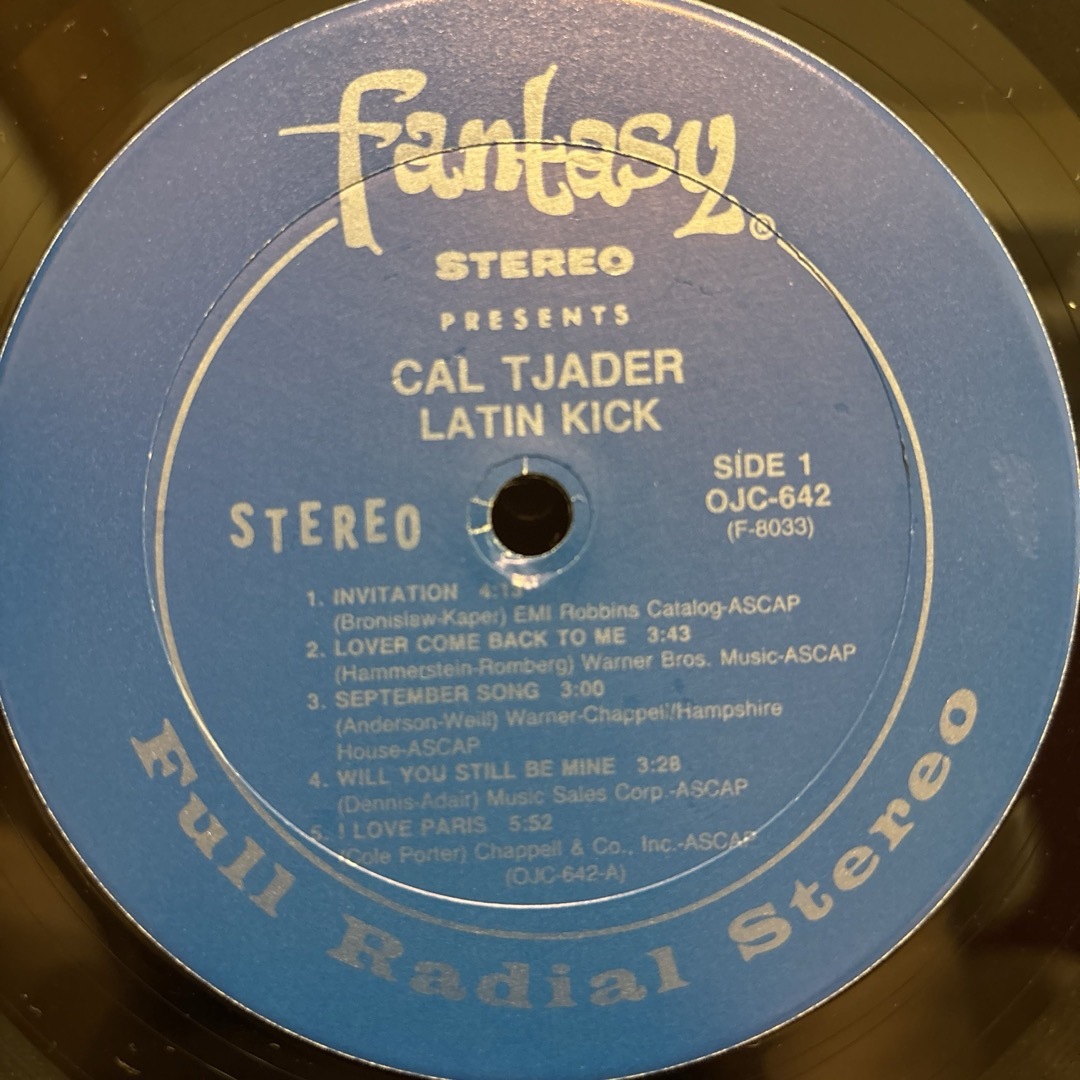 fantasy ®
STEREO
PRESENTS
CAL TJADER
LATIN KICK
SIDE 1
OJC-642
(F-8033)
STEREO
1. INVITATION
(Bronislaw-Kaper) EMI Robbins Catalog-ASCAP
2. LOVER COME BACK TO ME 3:43
(Hammerstein-Romberg) Warner Bros. Music-ASCAP
3. SEPTEMBER SONG 3:00
(Anderson-Weill) Warner-Chappell/Hampshire
House-ASCAP
4. WILL YOU STILL BE MINE 3:28
(Dennis-Adair) Music Sales Corp.-ASCAP
5. I LOVE PARIS 5:52
(Cole Porter) Chappell & Co., Inc.-ASCAP
(OJC-642-A)
Full Radial Stereo